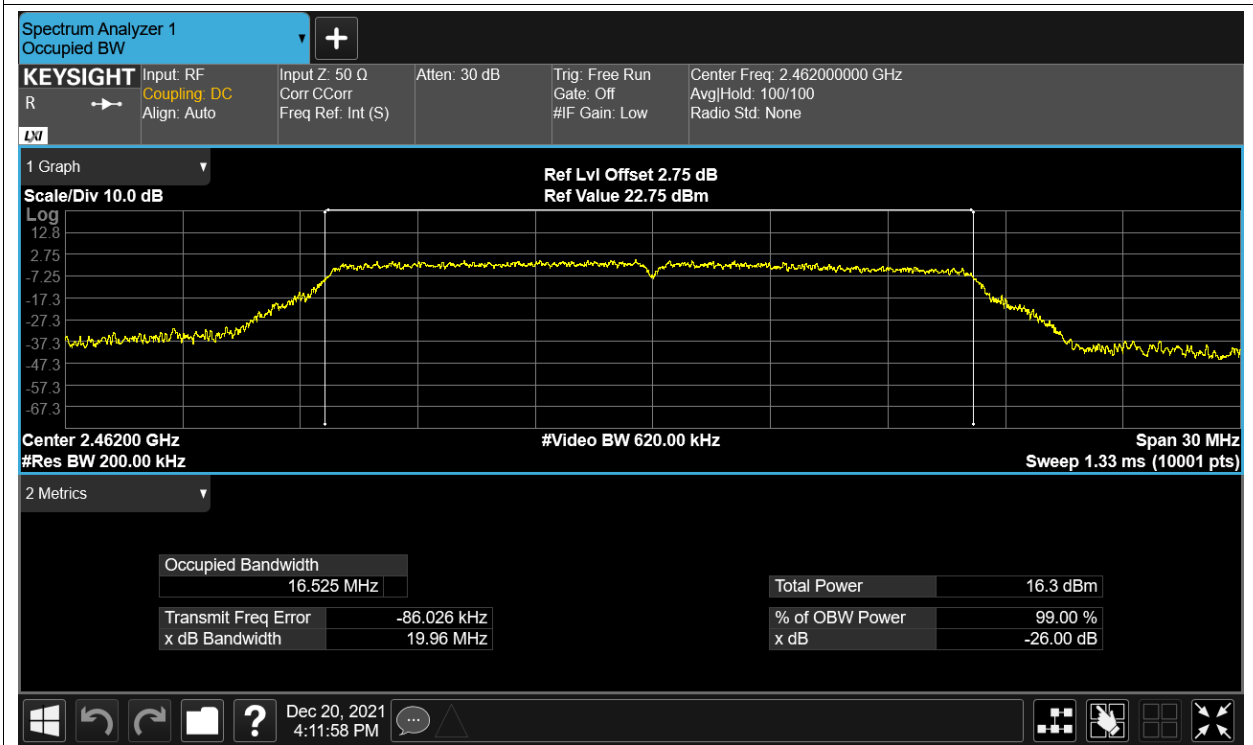 Spectrum Analyzer 1
Occupied BW
KEYSIGHT
R
LXI
Input: RF
Coupling: DC
Align: Auto
Input Z: 50 Ω
Corr CCorr
Freq Ref: Int (S)
Atten: 30 dB
Trig: Free Run
Gate: Off
#IF Gain: Low
Center Freq: 2.462000000 GHz
Avg|Hold: 100/100
Radio Std: None
1 Graph
Scale/Div 10.0 dB
Ref Lvl Offset 2.75 dB
Ref Value 22.75 dBm
Log
12.8
2.75
-7.25
-17.3
-27.3
-37.3
-47.3
-57.3
-67.3
Center 2.46200 GHz
#Video BW 620.00 kHz
Span 30 MHz
#Res BW 200.00 kHz
Sweep 1.33 ms (10001 pts)
2 Metrics
Occupied Bandwidth
16.525 MHz
Total Power 16.3 dBm
Transmit Freq Error -86.026 kHz
% of OBW Power 99.00 %
x dB Bandwidth 19.96 MHz
x dB -26.00 dB
?
Dec 20, 2021
4:11:58 PM